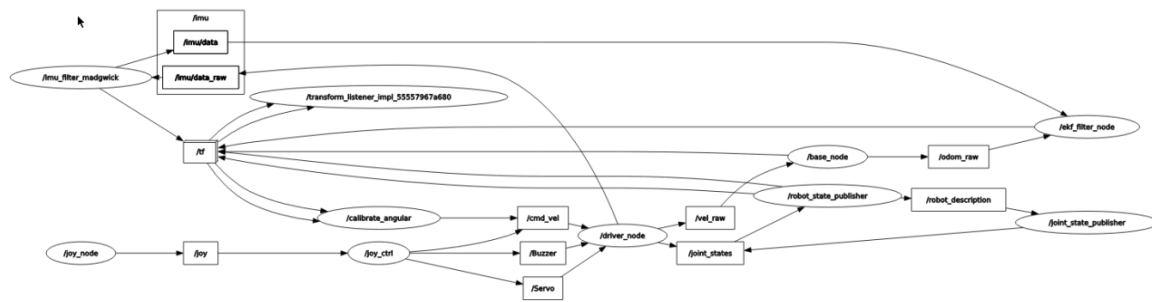 /imu
/imu/data
/imu_filter_madgwick
/imu/data_raw
/transform_listener_impl_55557967a680
/ekf_filter_node
/tf
/base_node
/odom_raw
/robot_state_publisher
/robot_description
/calibrate_angular
/cmd_vel
/vel_raw
/joint_state_publisher
/driver_node
/joy_node
/joy
/joy_ctrl
/Buzzer
/joint_states
/Servo